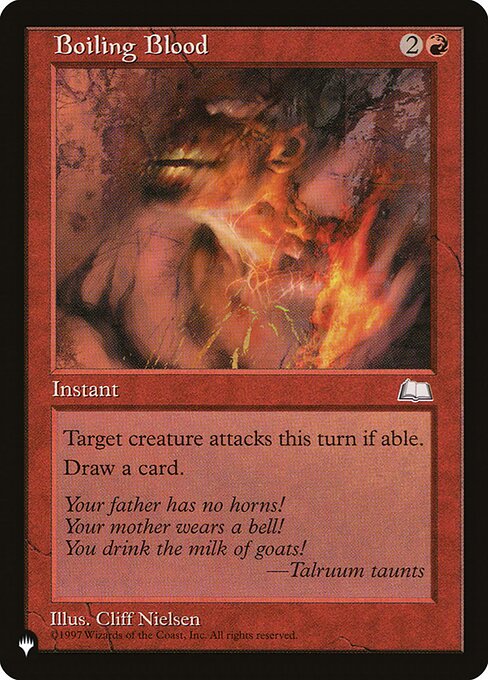 Boiling Blood 2
Instant
Target creature attacks this turn if able.
Draw a card.
Your father has no horns!
Your mother wears a bell!
You drink the milk of goats!
—Talruum taunts
Illus. Cliff Nielsen
©1997 Wizards of the Coast, Inc. All rights reserved.